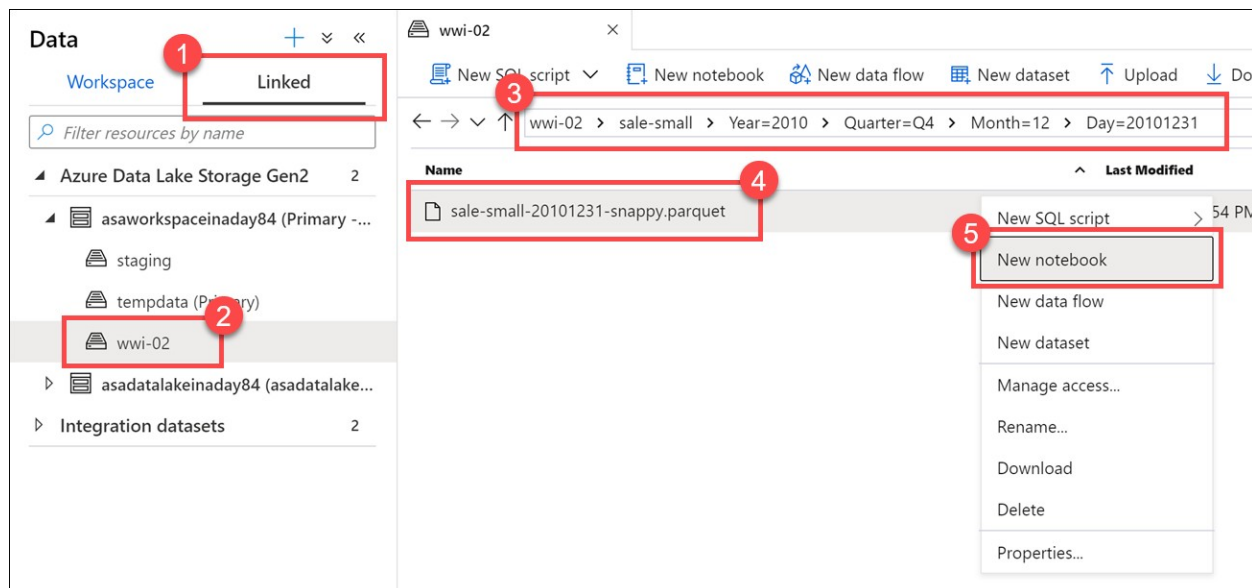 Data
1
Workspace
Linked
Filter resources by name
Azure Data Lake Storage Gen2 2
asaworkspaceinaday84 (Primary -...
staging
tempdata (Primary)
2
wwi-02
asadatalakeinaday84 (asadatalake...
Integration datasets 2
wwi-02
New SQL script
New notebook
New data flow
New dataset
Upload
Do
3
wwi-02 > sale-small > Year=2010 > Quarter=Q4 > Month=12 > Day=20101231
Name
Last Modified
4
sale-small-20101231-snappy.parquet
54 PM
New SQL script
5
New notebook
New data flow
New dataset
Manage access...
Rename...
Download
Delete
Properties...